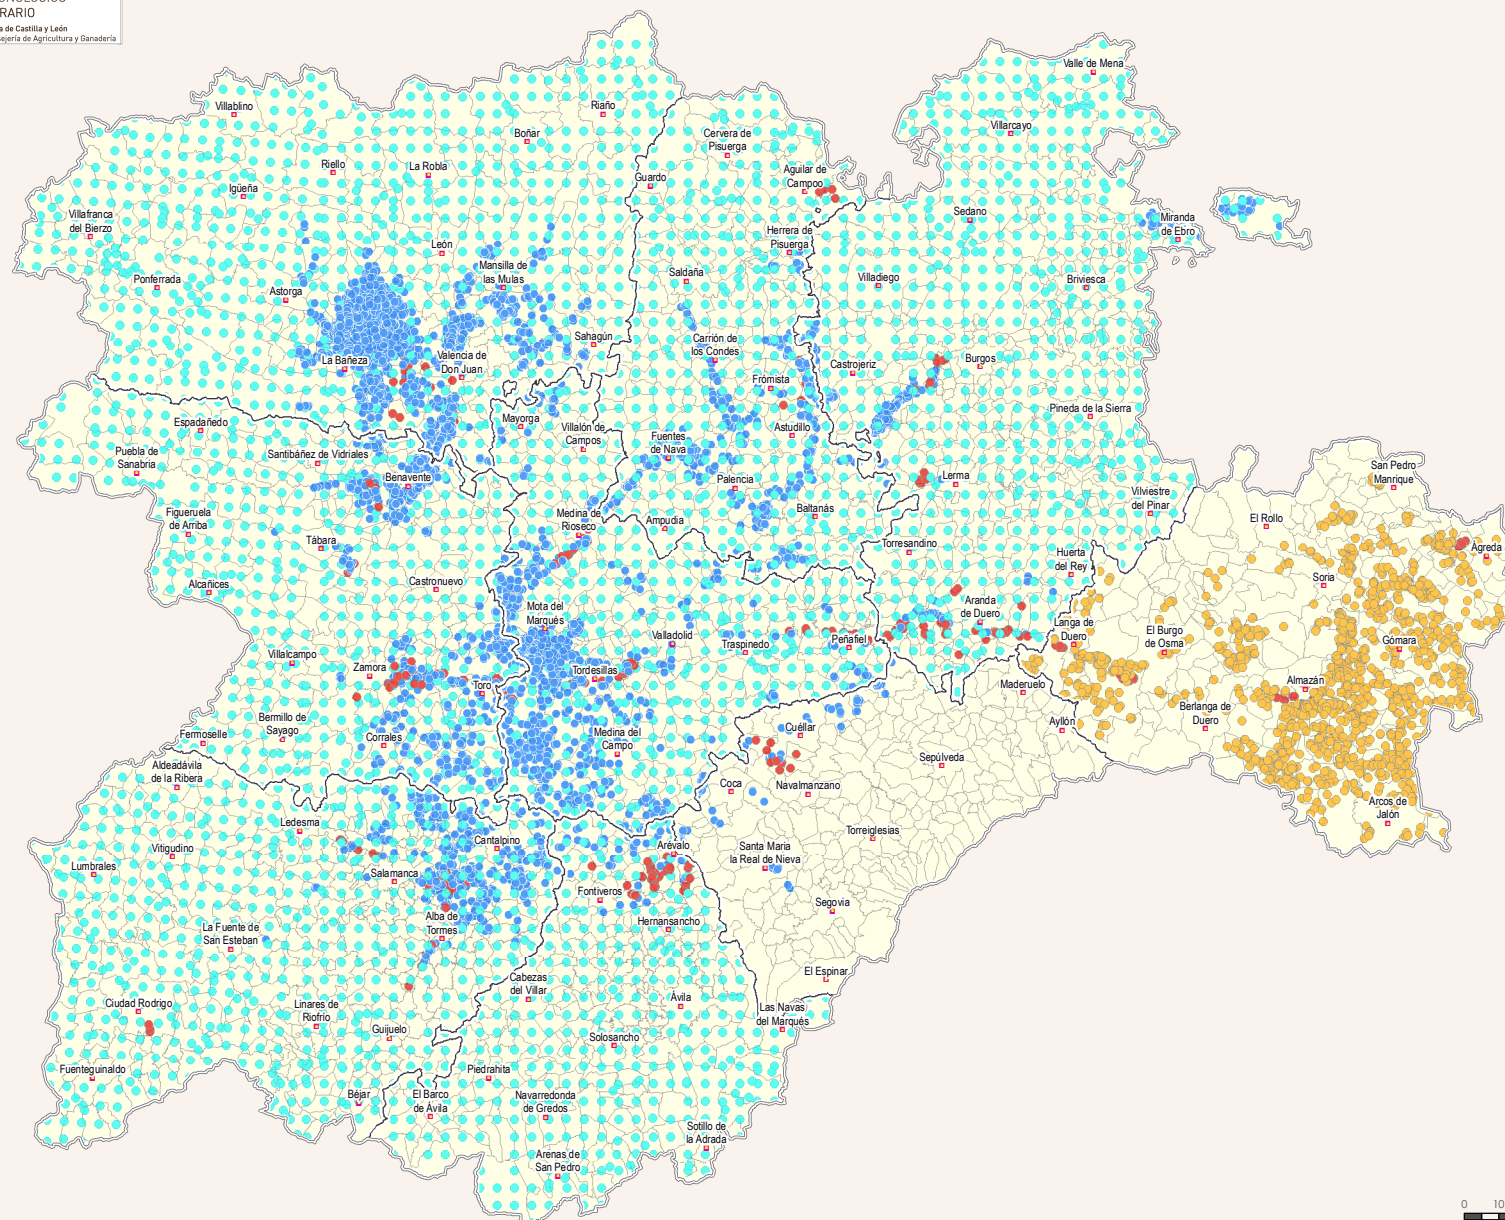 RARIO
a de Castilla y León
sejería de Agricultura y Ganadería
Valle de Mena
Villablino
Riaño
Villarcayo
Boñar
Cervera de
Pisuerga
Riello
La Robla
Guardo
Aguilar de
Campoo
Igüeña
Villafranca
del Bierzo
Sedano
Miranda
de Ebro
León
Herrera de
Pisuerga
Mansilla de
las Mulas
Saldaña
Villadiego
Briviesca
Ponferrada
Astorga
Sahagún
Carrión de
los Condes
La Bañeza
Valencia de
Don Juan
Castrojeriz
Burgos
Frómista
Pineda de la Sierra
Espadañedo
Mayorga
Villalón de
Campos
Astudillo
Fuentes
de Nava
Puebla de
Sanabria
Santibáñez de Vidriales
San Pedro
Manrique
Benavente
Palencia
Lerma
Vilviestre
del Pinar
Figueruela
de Arriba
Medina de
Rioseco
Ampudia
Baltanás
El Rollo
Tábara
Torresandino
Huerta
del Rey
Ágreda
Alcañices
Castronuevo
Soria
Mota del
Marqués
Aranda
de Duero
Langa de
Duero
El Burgo
de Osma
Valladolid
Traspinedo
Peñafiel
Gómara
Villalcampo
Zamora
Tordesillas
Toro
Maderuelo
Almazán
Berlanga de
Duero
Bermillo de
Sayago
Fermoselle
Corrales
Medina del
Campo
Cuéllar
Ayllón
Sepúlveda
Aldeadávila
de la Ribera
Coca
Navalmanzano
Arcos de
Jalón
Ledesma
Torreiglesias
Vitigudino
Cantalpino
Arévalo
Santa Maria
la Real de Nieva
Lumbrales
Salamanca
Fontiveros
Segovia
Alba de
Tormes
Hernansancho
La Fuente de
San Esteban
El Espinar
Cabezas
del Villar
Ávila
Ciudad Rodrigo
Linares de
Riofrío
Las Navas
del Marqués
Guijuelo
Solosancho
Fuenteguinaldo
Piedrahita
Béjar
El Barco
de Ávila
Navarredonda
de Gredos
Sotillo de
la Adrada
Arenas de
San Pedro
0 10